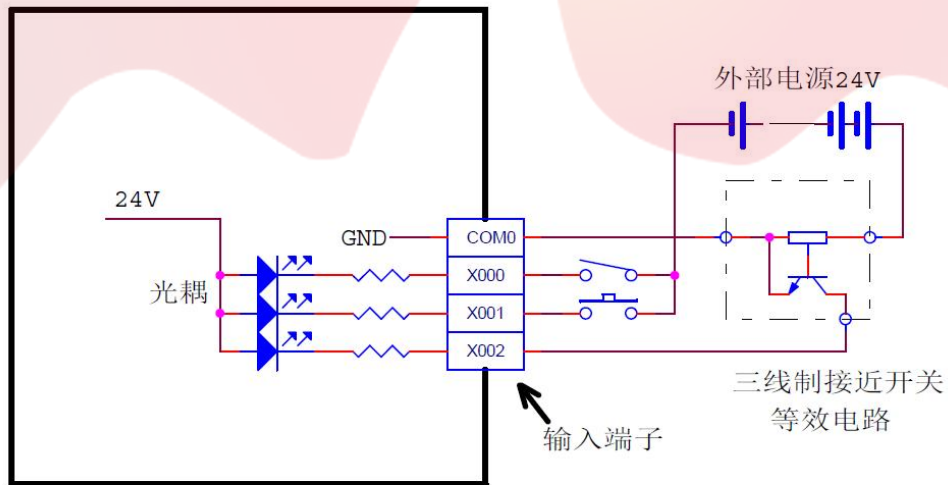 外部电源24V
24V
GND
COM0
X000
光耦
X001
X002
三线制接近开关
等效电路
输入端子